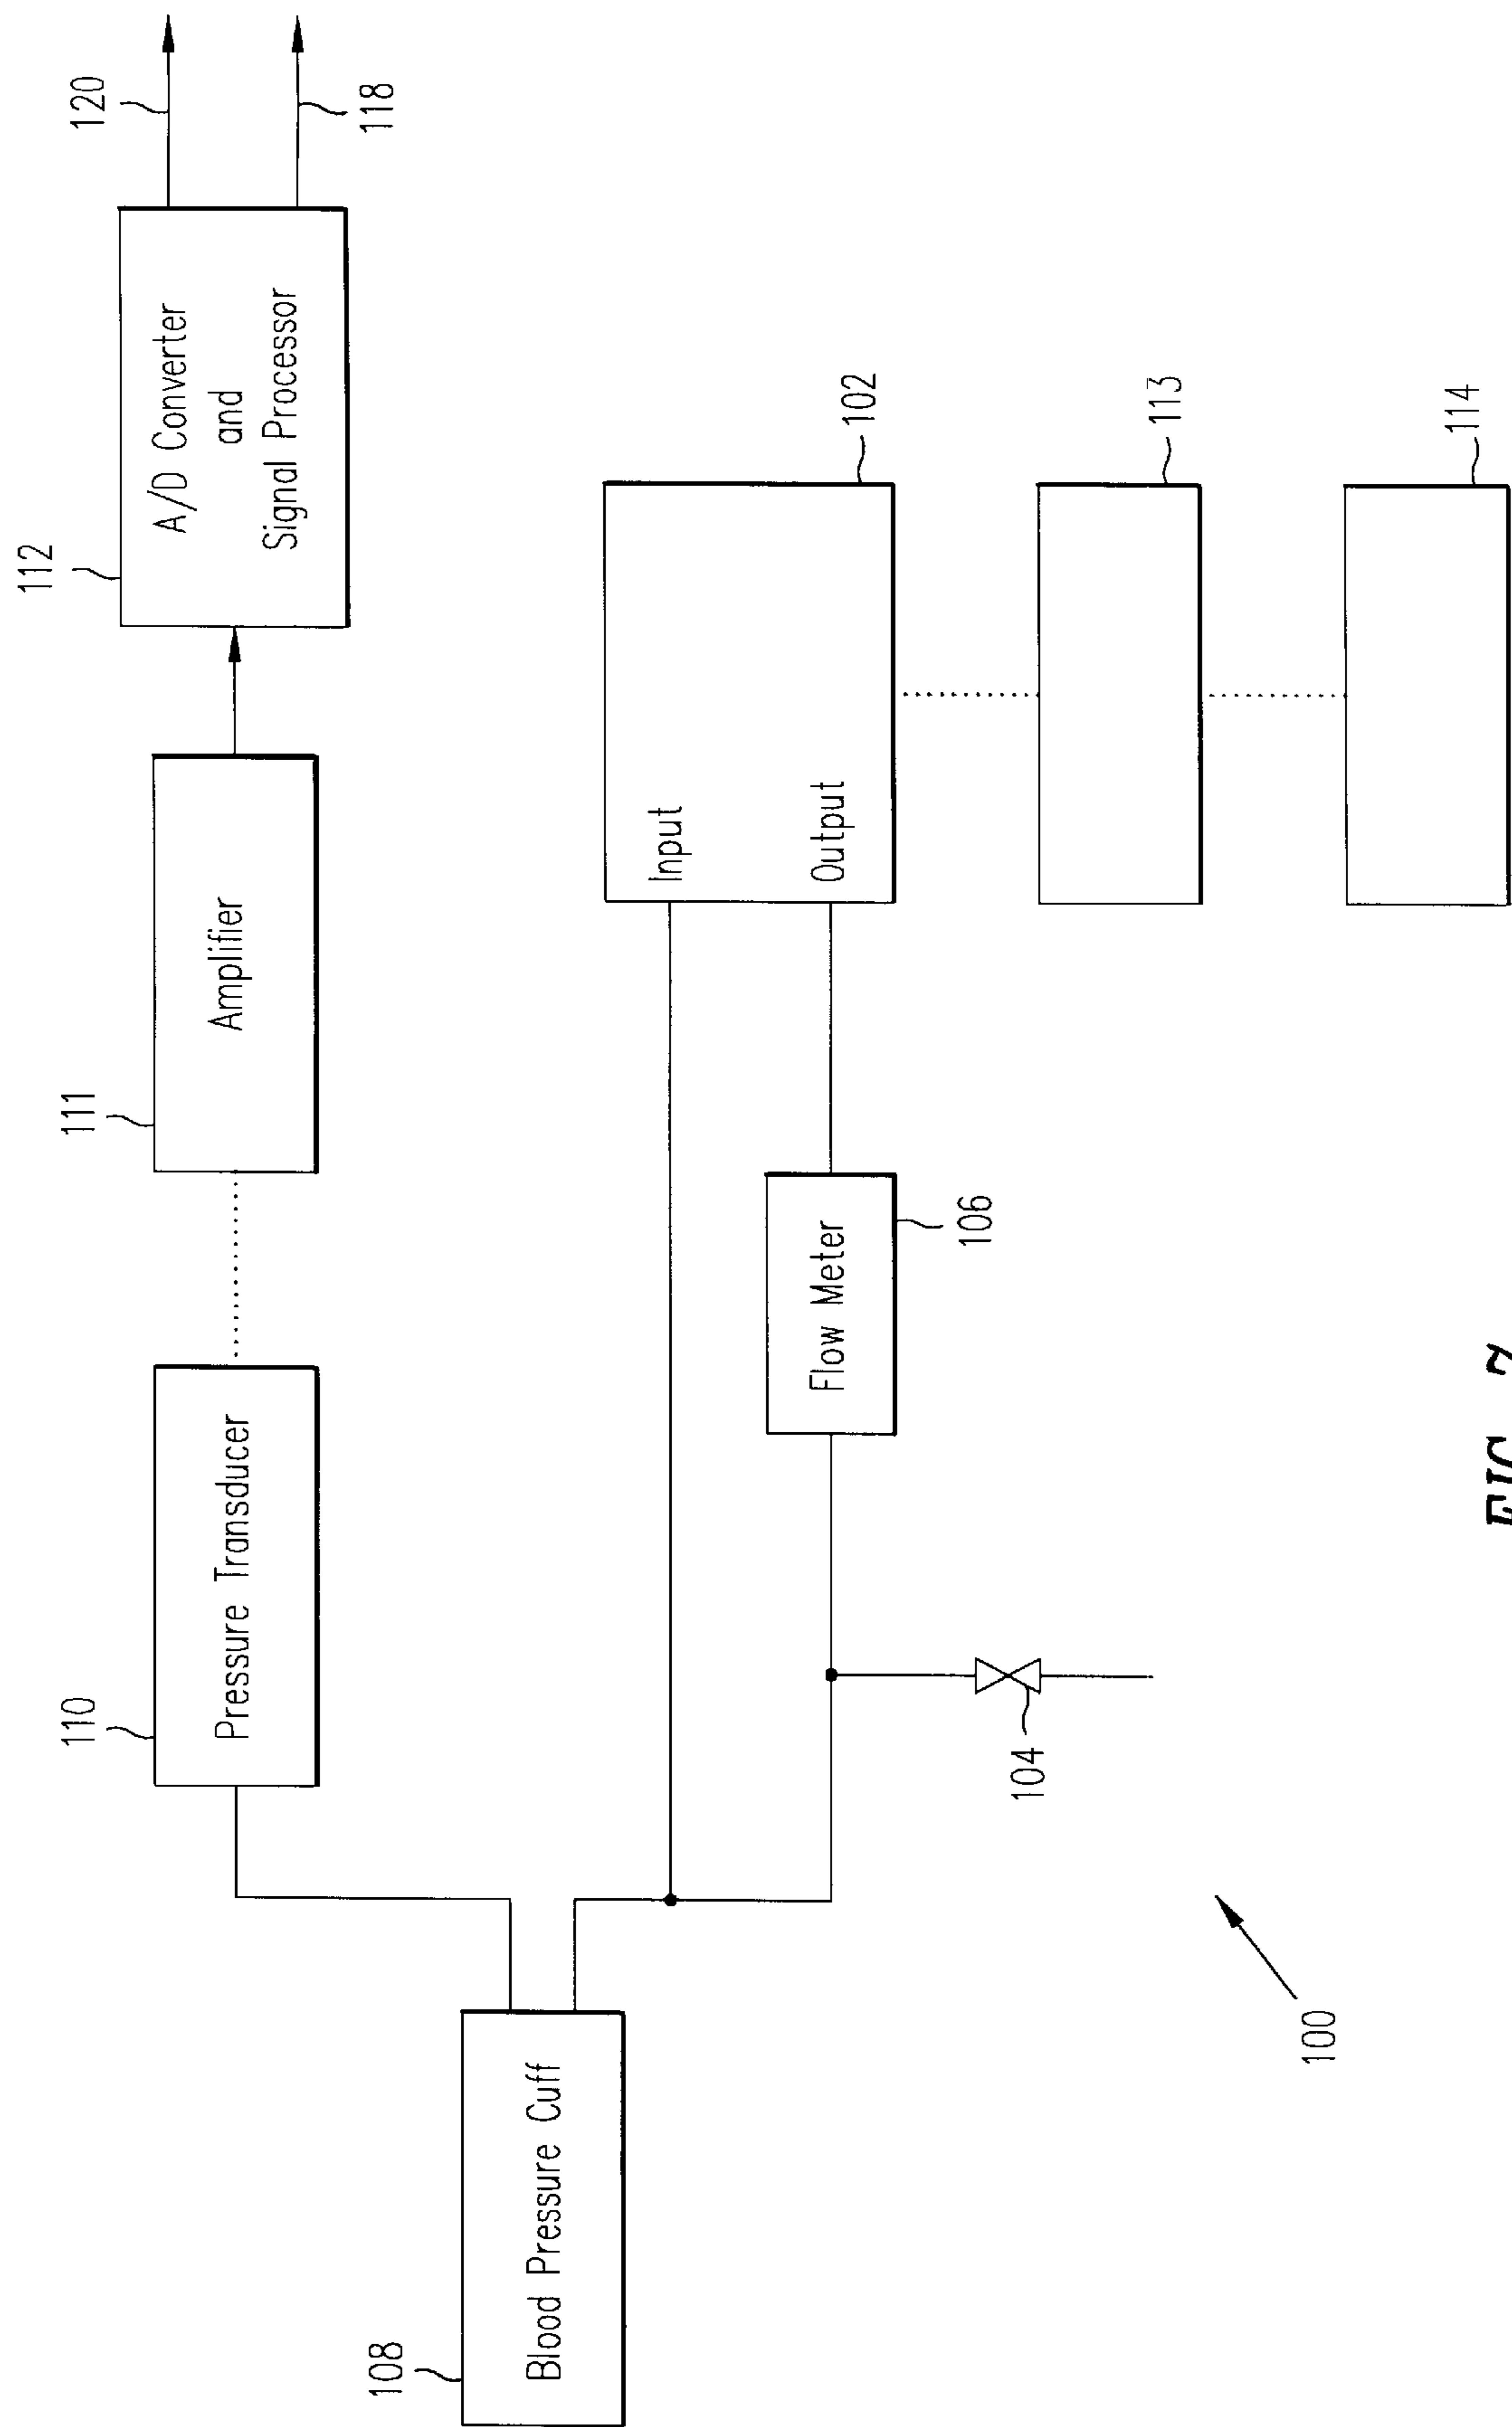 120
118
112
A/D Converter
and
Signal Processor
111
Amplifier
110
Pressure Transducer
102
Input
Output
113
114
Flow Meter
106
104
108
Blood Pressure Cuff
100